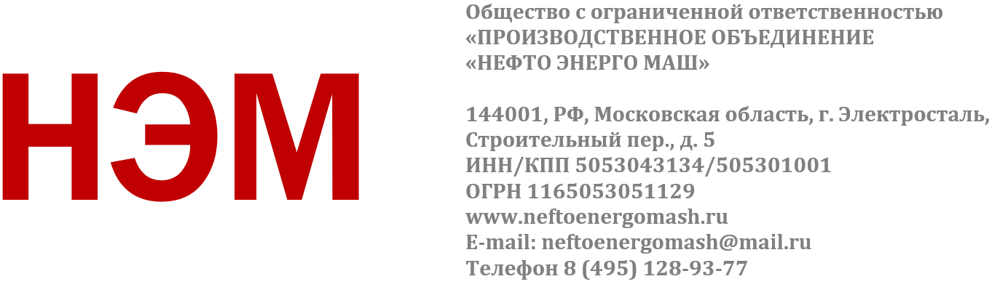 НЭМ
Общество с ограниченной ответственностью
«ПРОИЗВОДСТВЕННОЕ ОБЪЕДИНЕНИЕ
«НЕФТО ЭНЕРГО МАШ»
144001, РФ, Московская область, г. Электросталь,
Строительный пер., д. 5
ИНН/КПП 5053043134/505301001
ОГРН 1165053051129
www.neftoenergomash.ru
E-mail: neftoenergomash@mail.ru
Телефон 8 (495) 128-93-77